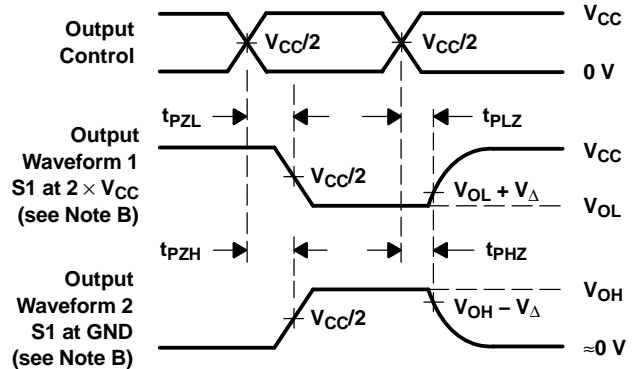 Output
Control
V_CC/2
V_CC/2
V_CC
0 V
t_PZL
t_PLZ
Output
Waveform 1
S1 at 2 × V_CC
(see Note B)
V_CC/2
V_CC
V_OL + V_Δ
V_OL
t_PZH
t_PHZ
Output
Waveform 2
S1 at GND
(see Note B)
V_CC/2
V_OH
V_OH – V_Δ
≈0 V